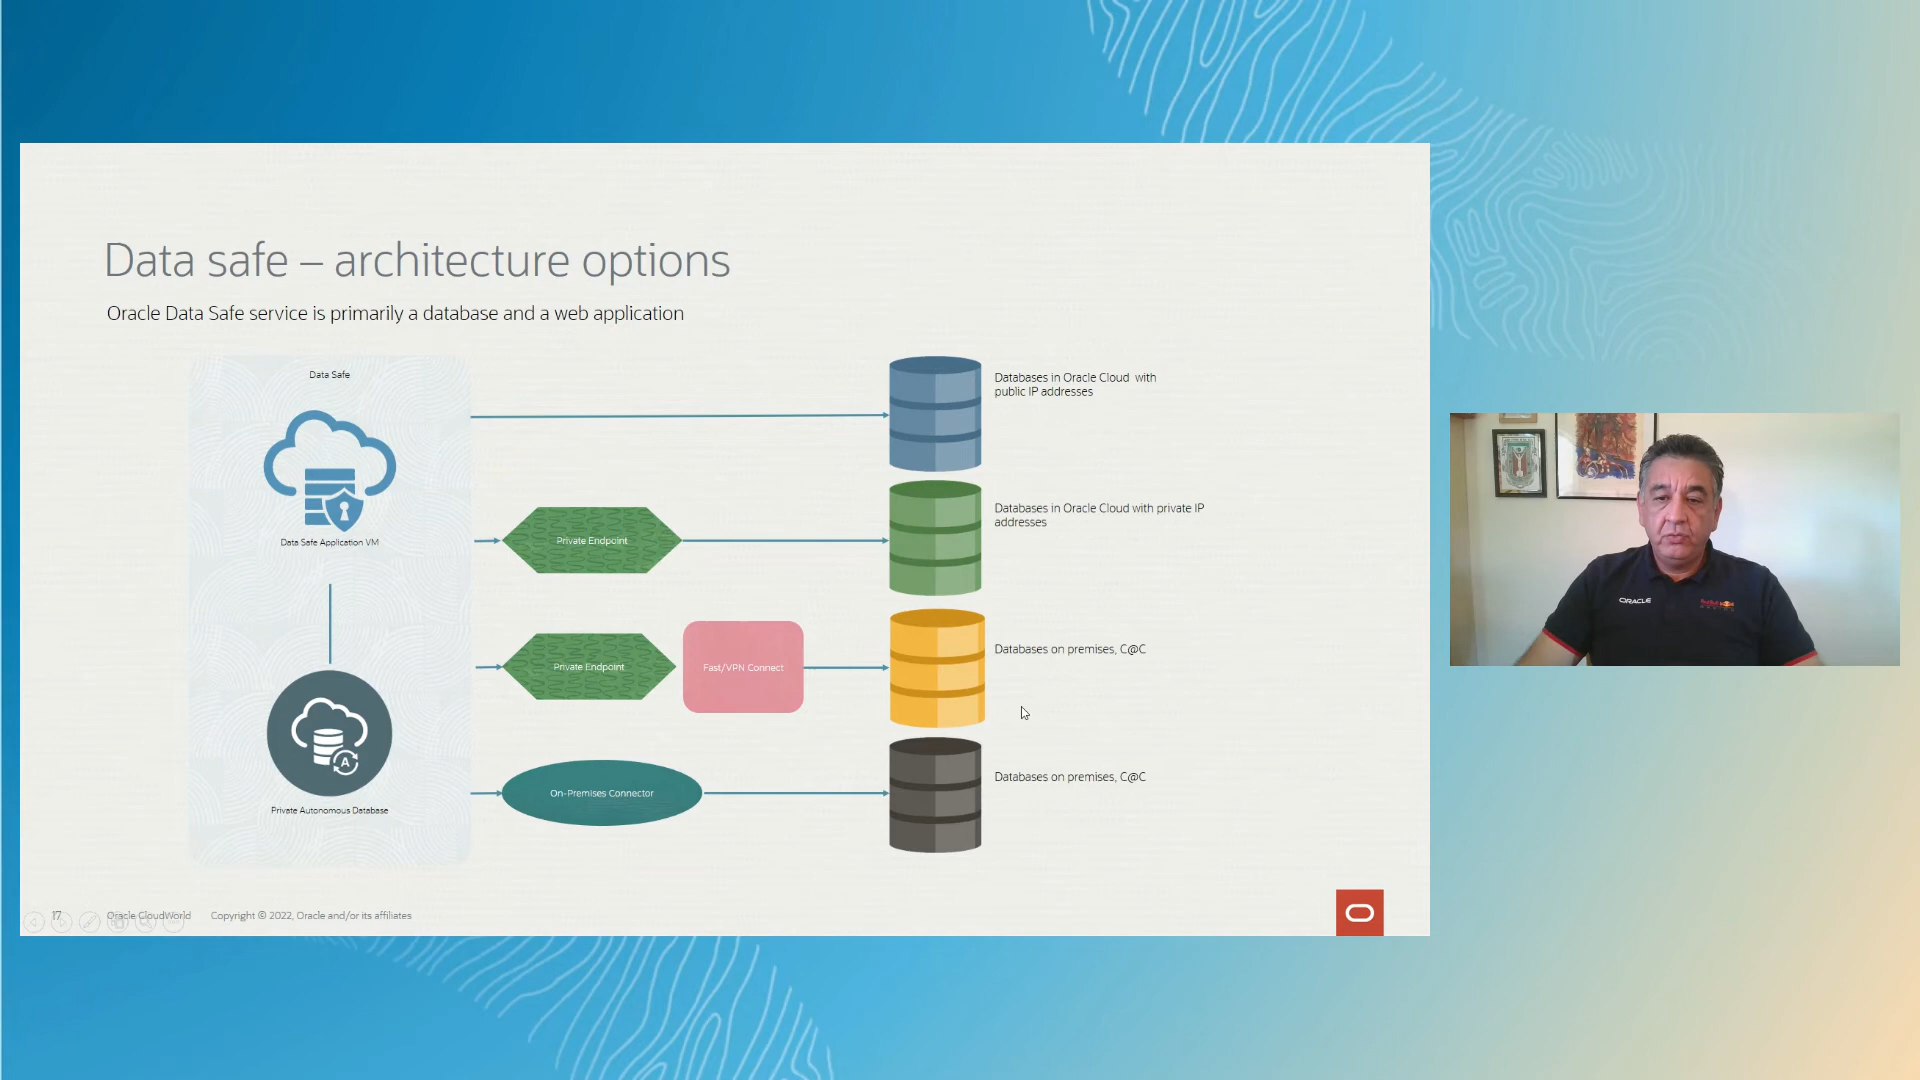 Data safe – architecture options
Oracle Data Safe service is primarily a database and a web application
Data Safe
Data Safe Application VM
Private Autonomous Database
A
Databases in Oracle Cloud with
public IP addresses
Private Endpoint
Databases in Oracle Cloud with private IP
addresses
Private Endpoint
Fast/VPN Connect
Databases on premises, C@C
On-Premises Connector
Databases on premises, C@C
17
Oracle CloudWorld
Copyright © 2022, Oracle and/or its affiliates
ORACLE
Red Bull